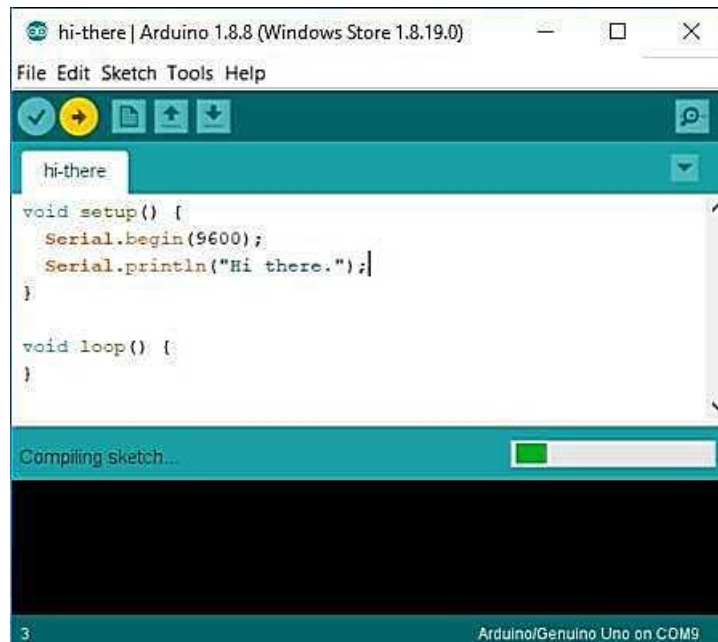 hi-there | Arduino 1.8.8 (Windows Store 1.8.19.0)
File Edit Sketch Tools Help
hi-there
void setup() {
  Serial.begin(9600);
  Serial.println("Hi there.");
}
void loop() {
}
Compiling sketch...
3 Arduino/Genuino Uno on COM9